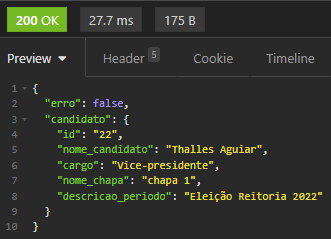 200 OK 27.7 ms 175 B
Preview Header 5 Cookie Timeline
1 {
2 "erro": false,
3 "candidato": {
4 "id": "22",
5 "nome_candidato": "Thalles Aguiar",
6 "cargo": "Vice-presidente",
7 "nome_chapa": "chapa 1",
8 "descricao_periodo": "Eleição Reitoria 2022"
9 }
10 }